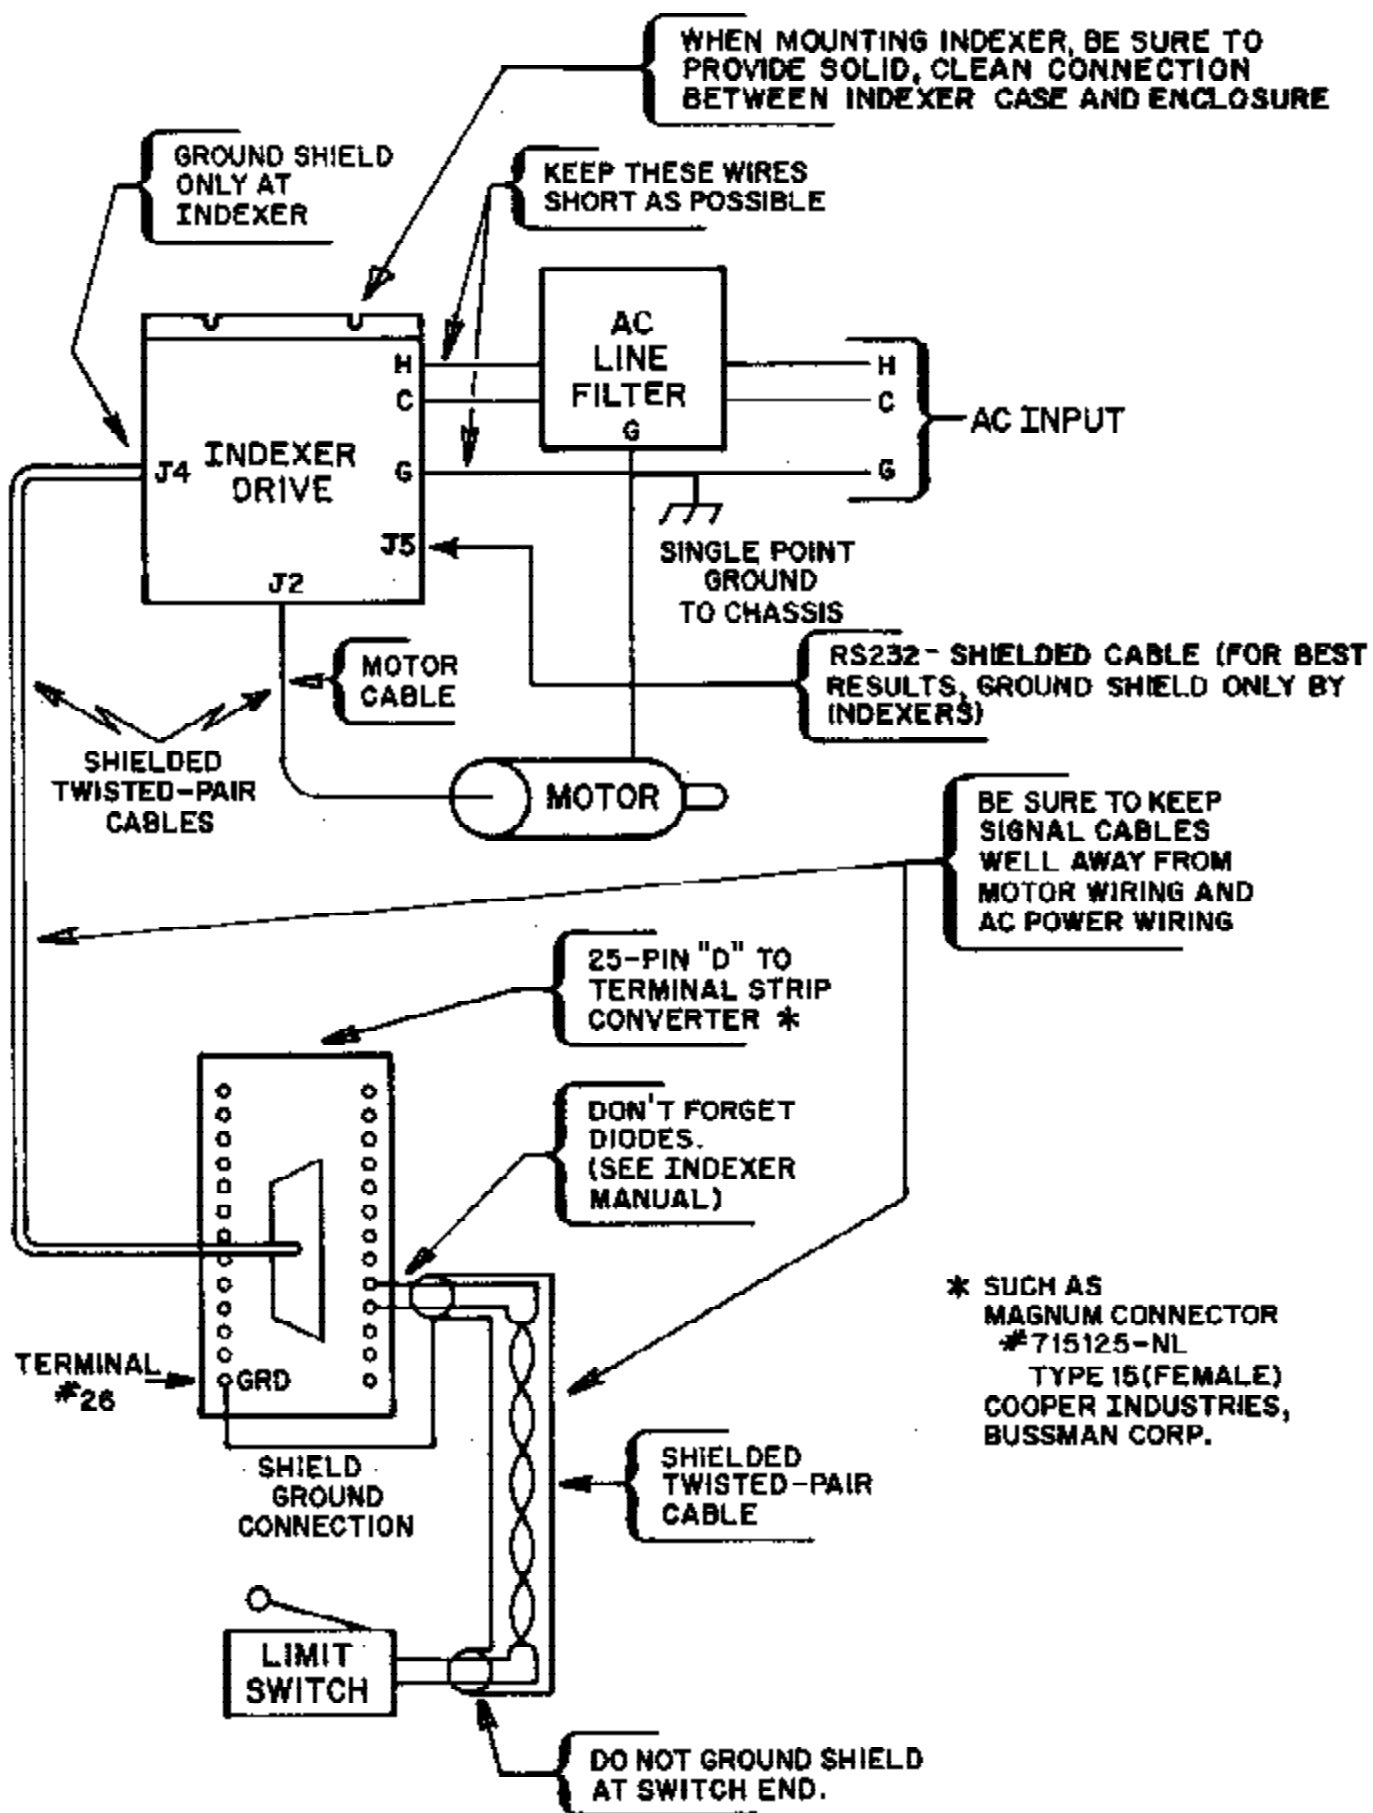 WHEN MOUNTING INDEXER, BE SURE TO
PROVIDE SOLID, CLEAN CONNECTION
BETWEEN INDEXER CASE AND ENCLOSURE
GROUND SHIELD
ONLY AT
INDEXER
KEEP THESE WIRES
SHORT AS POSSIBLE
AC
LINE
FILTER
G
H
C
G
H
C
G
AC INPUT
J4
INDEXER
DRIVE
J5
J2
SINGLE POINT
GROUND
TO CHASSIS
MOTOR
CABLE
RS232- SHIELDED CABLE (FOR BEST
RESULTS, GROUND SHIELD ONLY BY
INDEXERS)
SHIELDED
TWISTED-PAIR
CABLES
MOTOR
BE SURE TO KEEP
SIGNAL CABLES
WELL AWAY FROM
MOTOR WIRING AND
AC POWER WIRING
25-PIN "D" TO
TERMINAL STRIP
CONVERTER *
DON'T FORGET
DIODES.
(SEE INDEXER
MANUAL)
* SUCH AS
MAGNUM CONNECTOR
#715125-NL
TYPE 15(FEMALE)
COOPER INDUSTRIES,
BUSSMAN CORP.
TERMINAL
#26
GRD
SHIELD
GROUND
CONNECTION
SHIELDED
TWISTED-PAIR
CABLE
LIMIT
SWITCH
DO NOT GROUND SHIELD
AT SWITCH END.